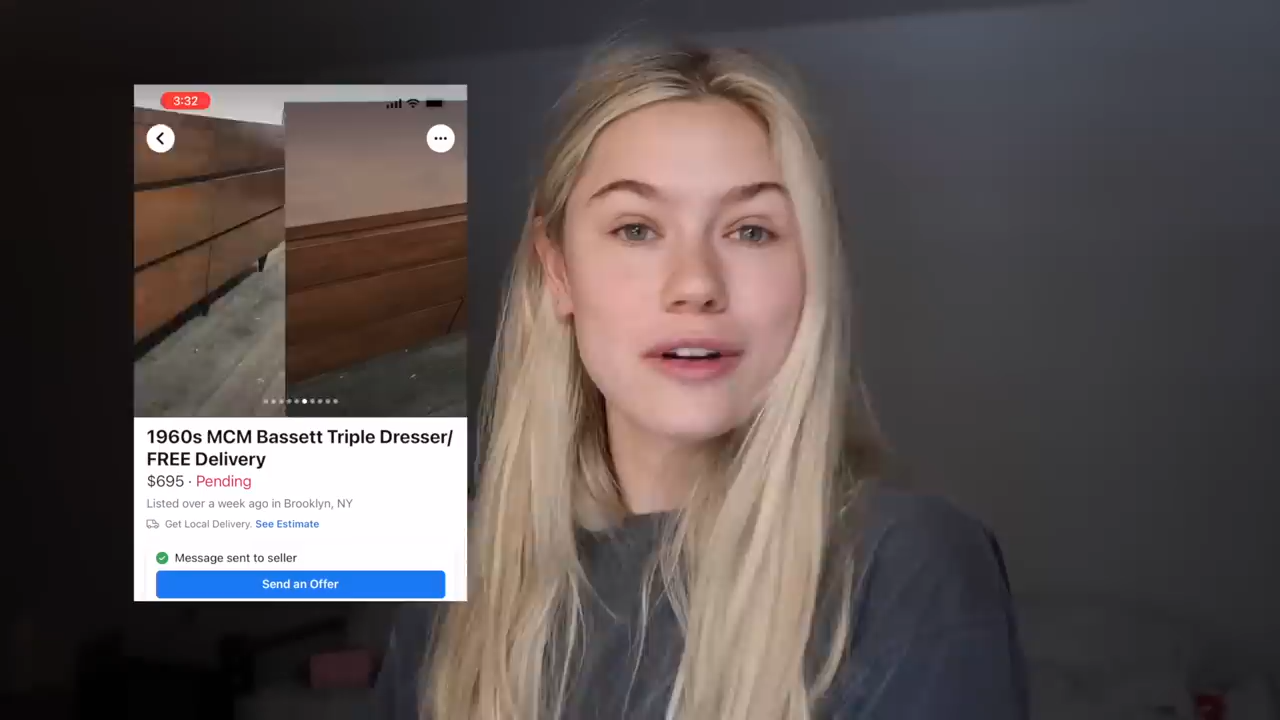 3:32
1960s MCM Bassett Triple Dresser/
FREE Delivery
$695 · Pending
Listed over a week ago in Brooklyn, NY
Get Local Delivery. See Estimate
Message sent to seller
Send an Offer